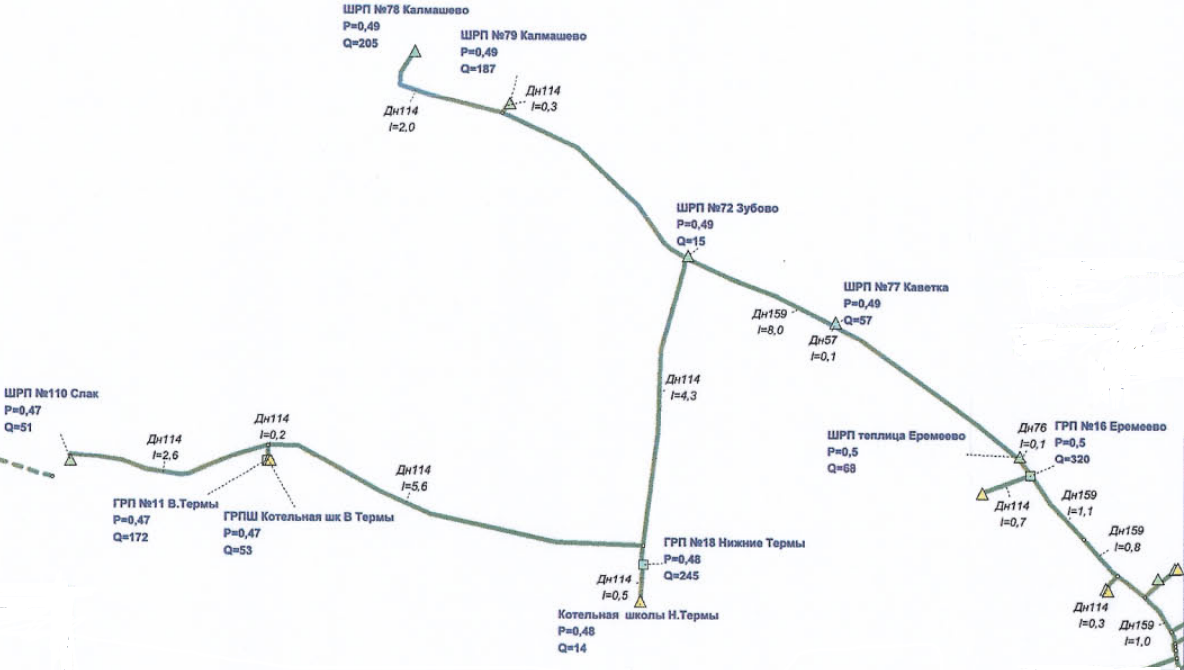 ШРП №78 Калмашево
P=0,49
Q=205
ШРП №79 Калмашево
P=0,49
Q=187
Дн114
l=0,3
Дн114
l=2,0
ШРП №72 Зубово
P=0,49
Q=15
ШРП №77 Каветка
P=0,49
Q=57
Дн159
l=8,0
Дн57
l=0,1
Дн114
l=4,3
ШРП №110 Слак
P=0,47
Q=51
Дн114
l=2,6
Дн114
l=0,2
Дн114
l=5,6
ГРП №11 В.Термы
P=0,47
Q=172
ГРПШ Котельная шк В Термы
P=0,47
Q=53
ШРП теплица Еремеево
P=0,5
Q=68
Дн76
l=0,1
ГРП №16 Еремеево
P=0,5
Q=320
Дн114
l=0,7
Дн159
l=1,1
Дн159
l=0,8
ГРП №18 Нижние Термы
P=0,48
Q=245
Дн114
l=0,5
Котельная школы Н.Термы
P=0,48
Q=14
Дн114
l=0,3
Дн159
l=1,0